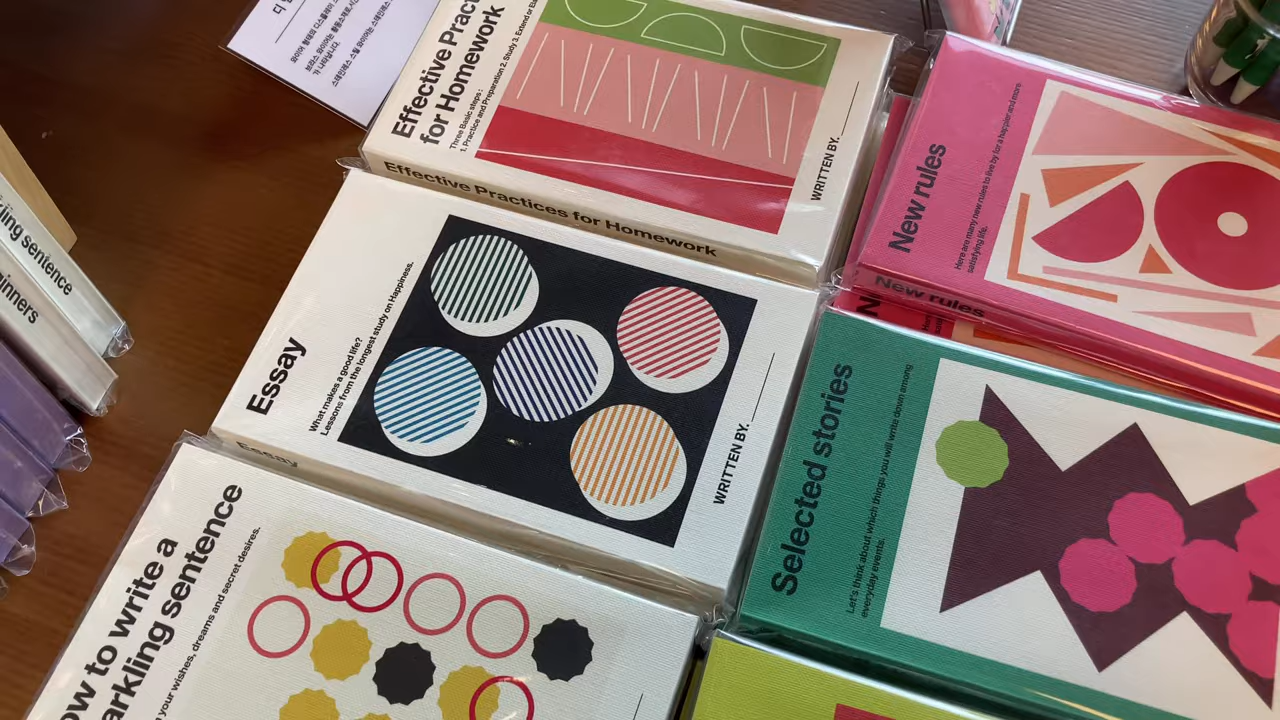 Effective Pract
for Homework
Three Basic steps :
1. Practice and Preparation 2. Study 3. Extend or El
WRITTEN BY.
Effective Practices for Homework
New rules
Here are many new rules to live by for a happier and more
satisfying life.
New rules
Essay
What makes a good life?
Lessons from the longest study on Happiness.
WRITTEN BY.
Essay
Selected stories
Let's think about which things you will write down among
everyday events.
ow to write a
arkling sentence
your wishes, dreams and secret desires.
kling sentence
ginners